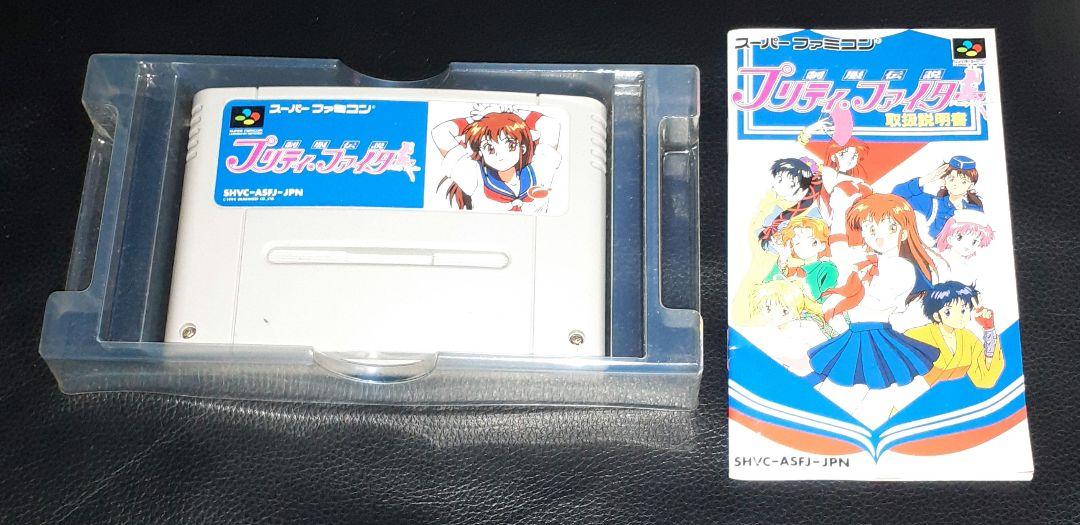 スーパーファミコン
制服伝説
プリティ・ファイター
SHVC-ASFJ-JPN
スーパーファミコン
制服伝説
プリティ・ファイター
取扱説明書
SHVC-ASFJ-JPN